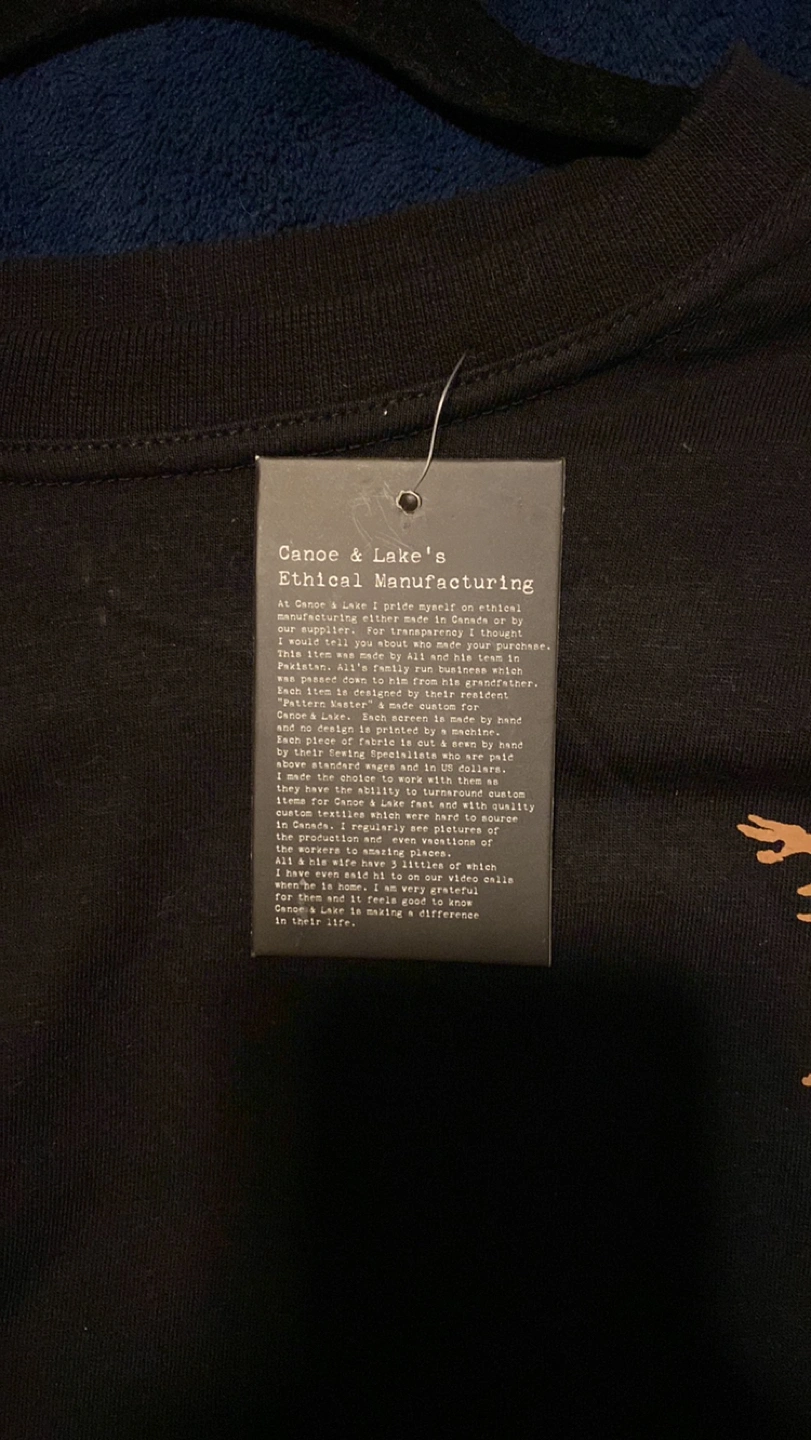 Canoe & Lake's
Ethical Manufacturing
At Canoe & Lake I pride myself on ethical
manufacturing either made in Canada or by
our supplier. For transparency I thought
I would tell you about who made your purchase.
This item was made by Ali and his team in
Pakistan. Ali's family run business which
was passed down to him from his grandfather.
Each item is designed by their resident
"Pattern Master" & made custom for
Canoe & Lake. Each screen is made by hand
and no design is printed by a machine.
Each piece of fabric is cut & sewn by hand
by their Sewing Specialists who are paid
above standard wages and in US dollars.
I made the choice to work with them as
they have the ability to turnaround custom
items for Canoe & Lake fast and with quality
custom textiles which were hard to source
in Canada. I regularly see pictures of
the production and even vacations of
the workers to amazing places.
Ali & his wife have 3 littles of which
I have even said hi to on our video calls
when he is home. I am very grateful
for them and it feels good to know
Canoe & Lake is making a difference
in their life.